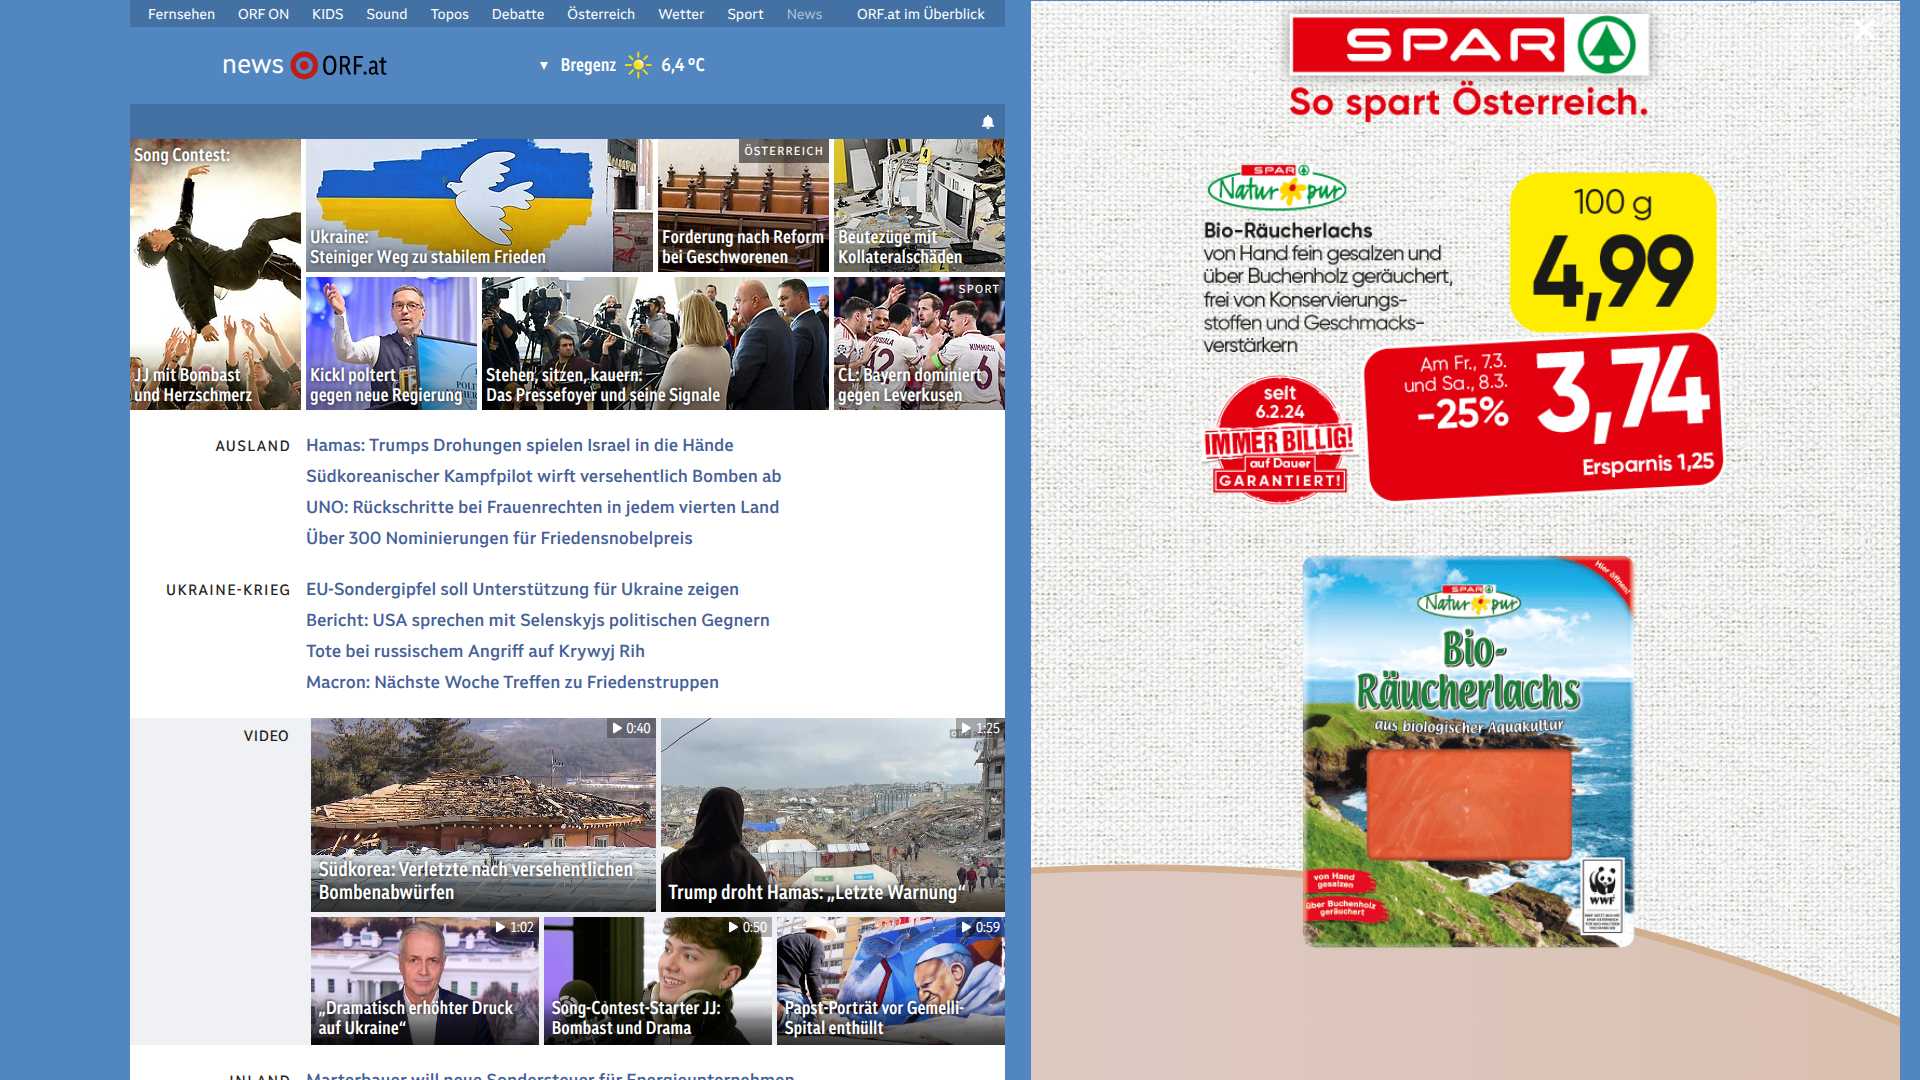 Fernsehen ORF ON KIDS Sound Topos Debatte Österreich Wetter Sport News ORF.at im Überblick
news ORF.at
▼ Bregenz 6,4 °C
Song Contest:
JJ mit Bombast
und Herzschmerz
Ukraine:
Steiniger Weg zu stabilem Frieden
ÖSTERREICH
Forderung nach Reform
bei Geschworenen
4
Beutezüge mit
Kollateralschäden
Kickl poltert
gegen neue Regierung
Stehen, sitzen, kauern:
Das Pressefoyer und seine Signale
SPORT
KIMMICH
6
CL: Bayern dominiert
gegen Leverkusen
AUSLAND
Hamas: Trumps Drohungen spielen Israel in die Hände
Südkoreanischer Kampfpilot wirft versehentlich Bomben ab
UNO: Rückschritte bei Frauenrechten in jedem vierten Land
Über 300 Nominierungen für Friedensnobelpreis
UKRAINE-KRIEG
EU-Sondergipfel soll Unterstützung für Ukraine zeigen
Bericht: USA sprechen mit Selenskyjs politischen Gegnern
Tote bei russischem Angriff auf Krywyj Rih
Macron: Nächste Woche Treffen zu Friedenstruppen
VIDEO
0:40
Südkorea: Verletzte nach versehentlichen
Bombenabwürfen
1:25
Trump droht Hamas: „Letzte Warnung“
1:02
„Dramatisch erhöhter Druck
auf Ukraine“
0:50
Song-Contest-Starter JJ:
Bombast und Drama
0:59
Papst-Porträt vor Gemelli-
Spital enthüllt
INLAND
Marterbauer will neue Sondersteuer für Energieunternehmen
SPAR
So spart Österreich.
SPAR
Natur pur
Bio-Räucherlachs
von Hand fein gesalzen und
über Buchenholz geräuchert,
frei von Konservierungs-
stoffen und Geschmacks-
verstärkern
100 g
4,99
Am Fr., 7.3.
und Sa., 8.3.
-25%
3,74
Ersparnis 1,25
seit
6.2.24
IMMER BILLIG!
auf Dauer
GARANTIERT!
Hier öffnen!
SPAR
Natur pur
Bio-
Räucherlachs
aus biologischer Aquakultur
von Hand
gesalzen
über Buchenholz
geräuchert
WWF